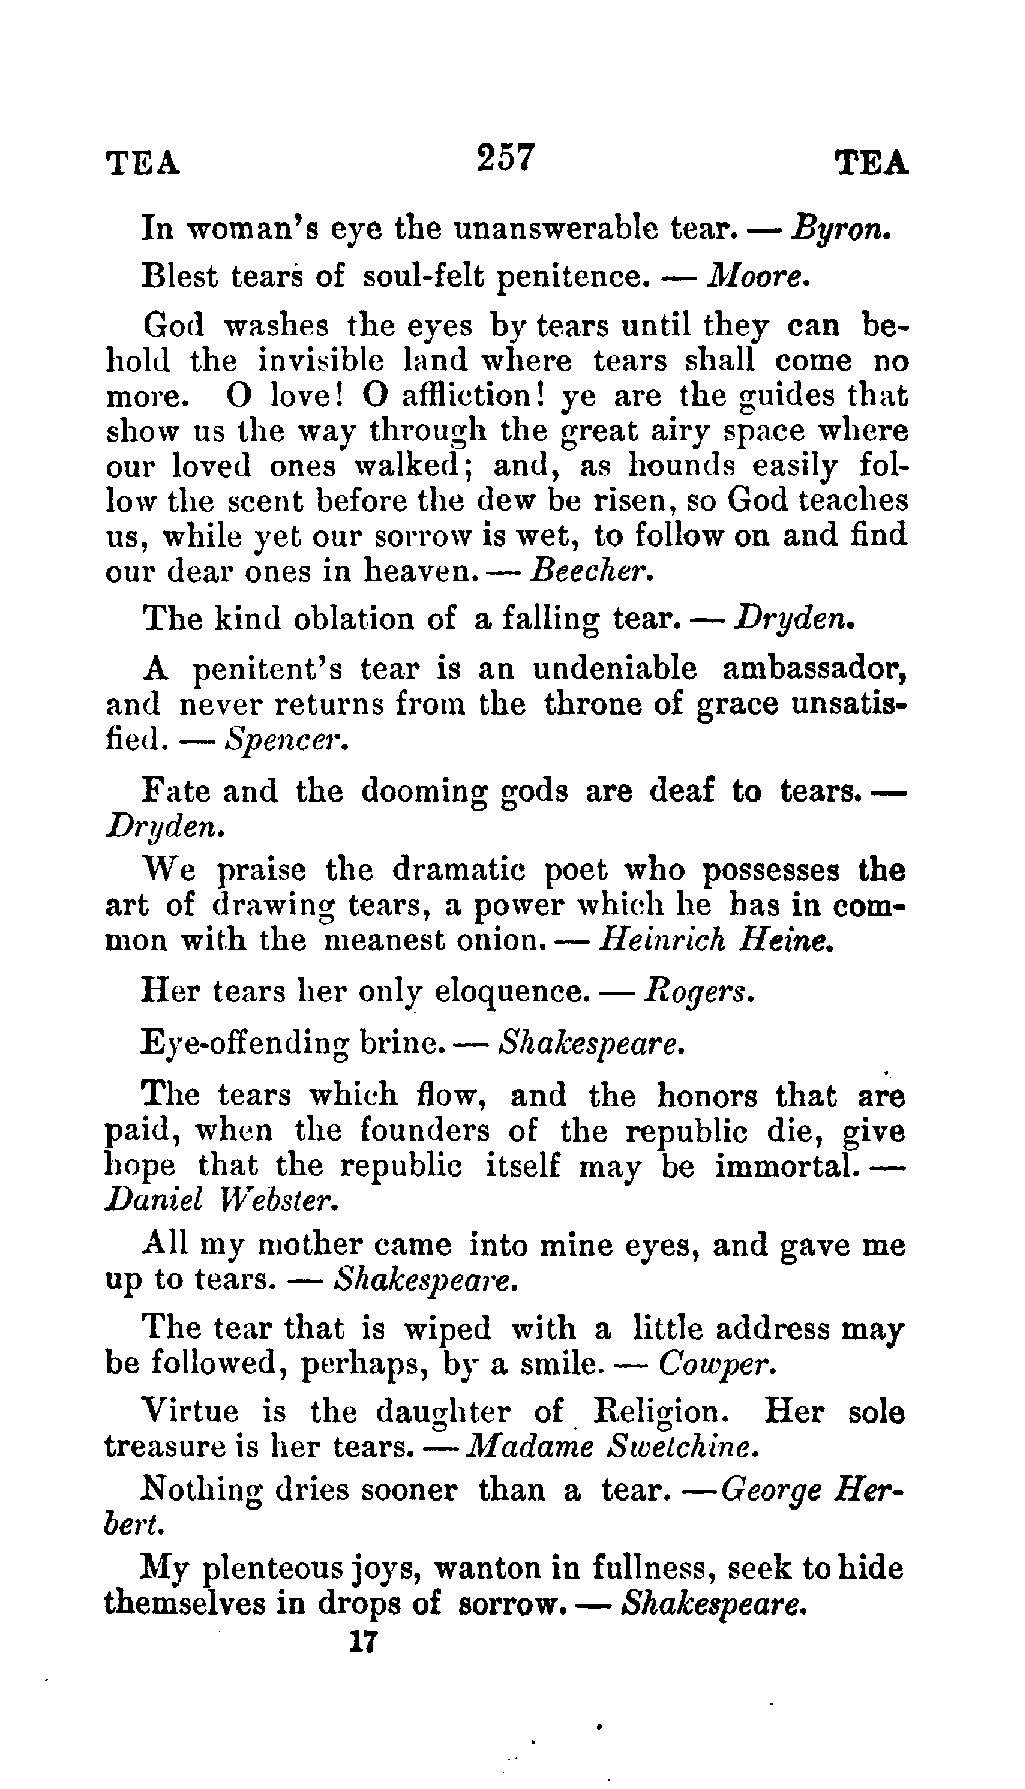 TEA 257 TEA
In woman's eye the unanswerable tear. — Byron.
Blest tears of soul-felt penitence. — Moore.
God washes the eyes by tears until they can be-
hold the invisible land where tears shall come no
more. O love! O affliction! ye are the guides that
show us the way through the great airy space where
our loved ones walked; and, as hounds easily fol-
low the scent before the dew be risen, so God teaches
us, while yet our sorrow is wet, to follow on and find
our dear ones in heaven. — Beecher.
The kind oblation of a falling tear. — Dryden.
A penitent's tear is an undeniable ambassador,
and never returns from the throne of grace unsatis-
fied. — Spencer.
Fate and the dooming gods are deaf to tears. —
Dryden.
We praise the dramatic poet who possesses the
art of drawing tears, a power which he has in com-
mon with the meanest onion. — Heinrich Heine.
Her tears her only eloquence. — Rogers.
Eye-offending brine. — Shakespeare.
The tears which flow, and the honors that are
paid, when the founders of the republic die, give
hope that the republic itself may be immortal. —
Daniel Webster.
All my mother came into mine eyes, and gave me
up to tears. — Shakespeare.
The tear that is wiped with a little address may
be followed, perhaps, by a smile. — Cowper.
Virtue is the daughter of Religion. Her sole
treasure is her tears. — Madame Swetchine.
Nothing dries sooner than a tear. — George Her-
bert.
My plenteous joys, wanton in fullness, seek to hide
themselves in drops of sorrow. — Shakespeare.
17